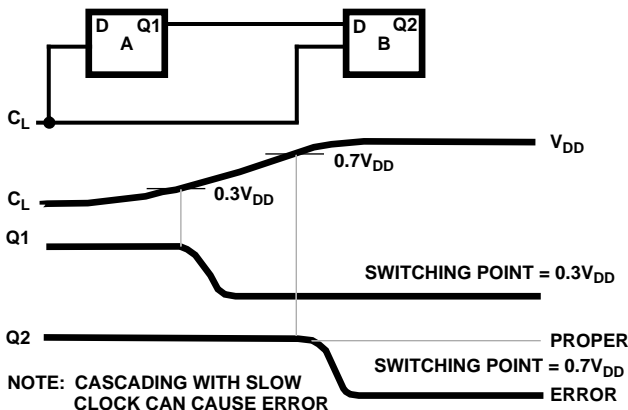 D Q1
A
D Q2
B
CL
VDD
0.7VDD
0.3VDD
CL
Q1
SWITCHING POINT = 0.3VDD
Q2
PROPER
SWITCHING POINT = 0.7VDD
NOTE: CASCADING WITH SLOW
CLOCK CAN CAUSE ERROR
ERROR